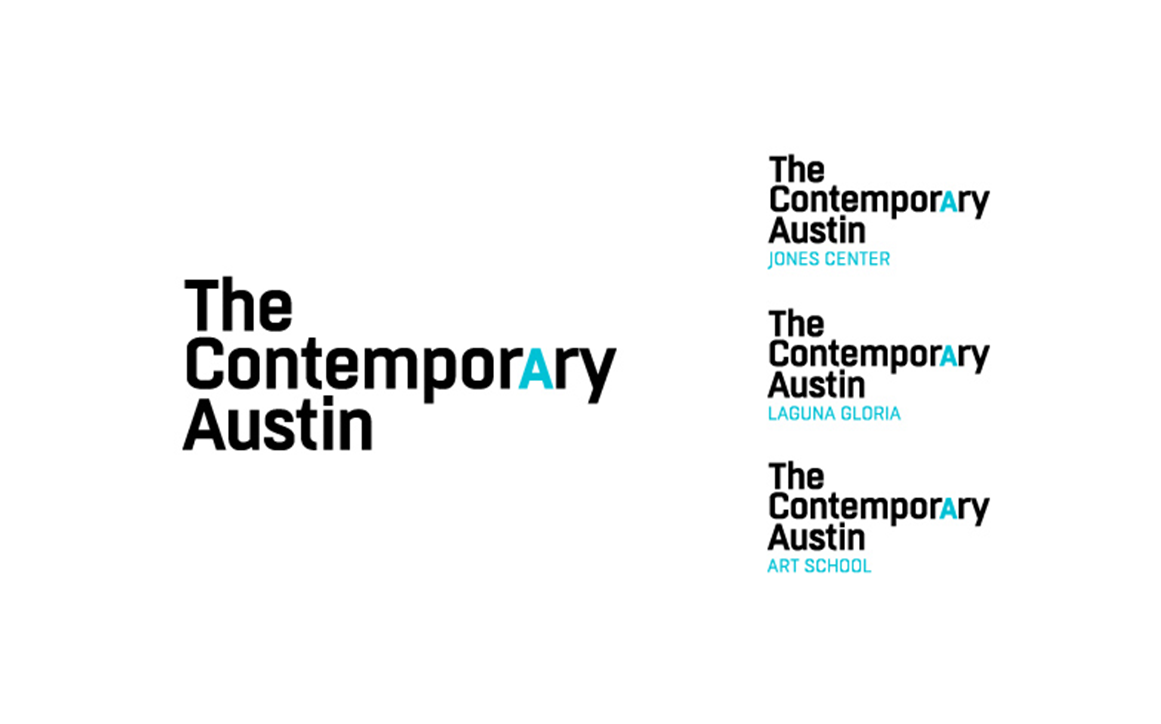 The
ContemporAry
Austin
The
ContemporAry
Austin
JONES CENTER
The
ContemporAry
Austin
LAGUNA GLORIA
The
ContemporAry
Austin
ART SCHOOL